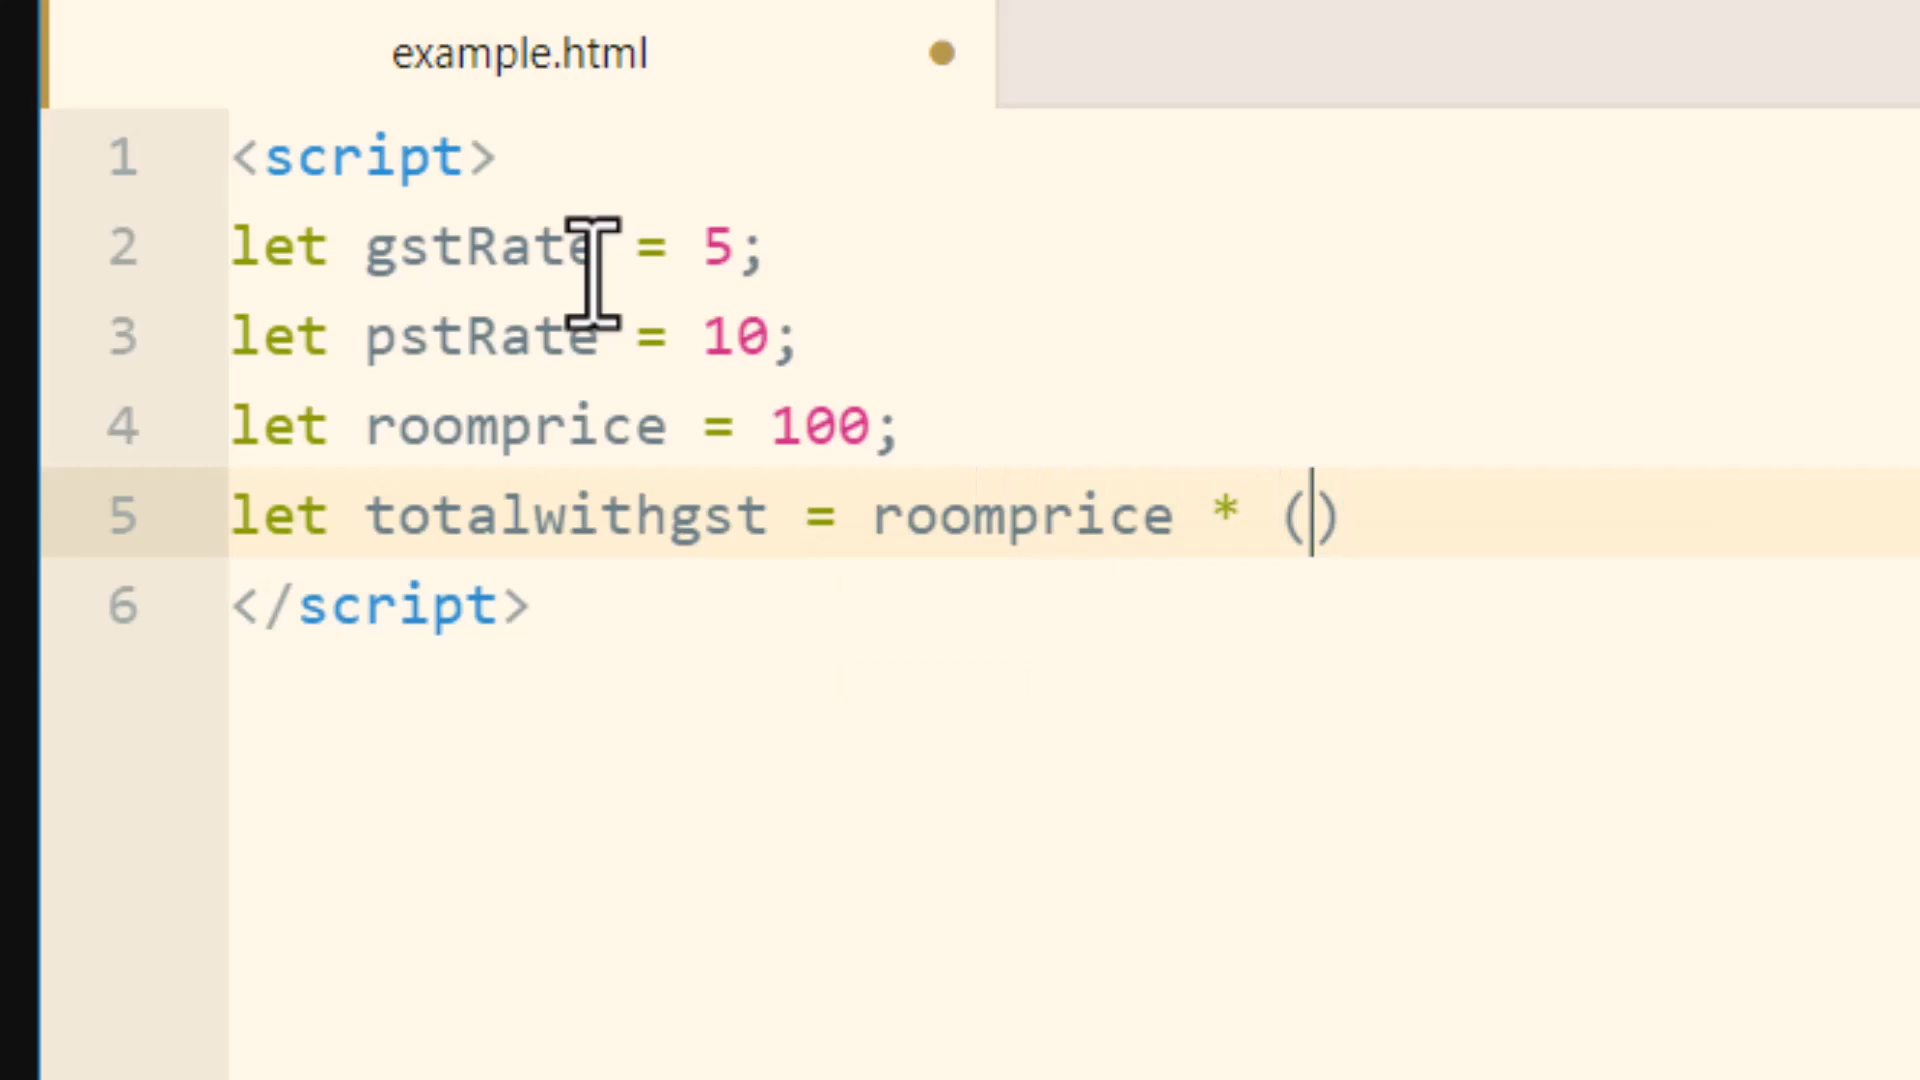 example.html
1 <script>
2 let gstRate = 5;
3 let pstRate = 10;
4 let roomprice = 100;
5 let totalwithgst = roomprice * ()
6 </script>